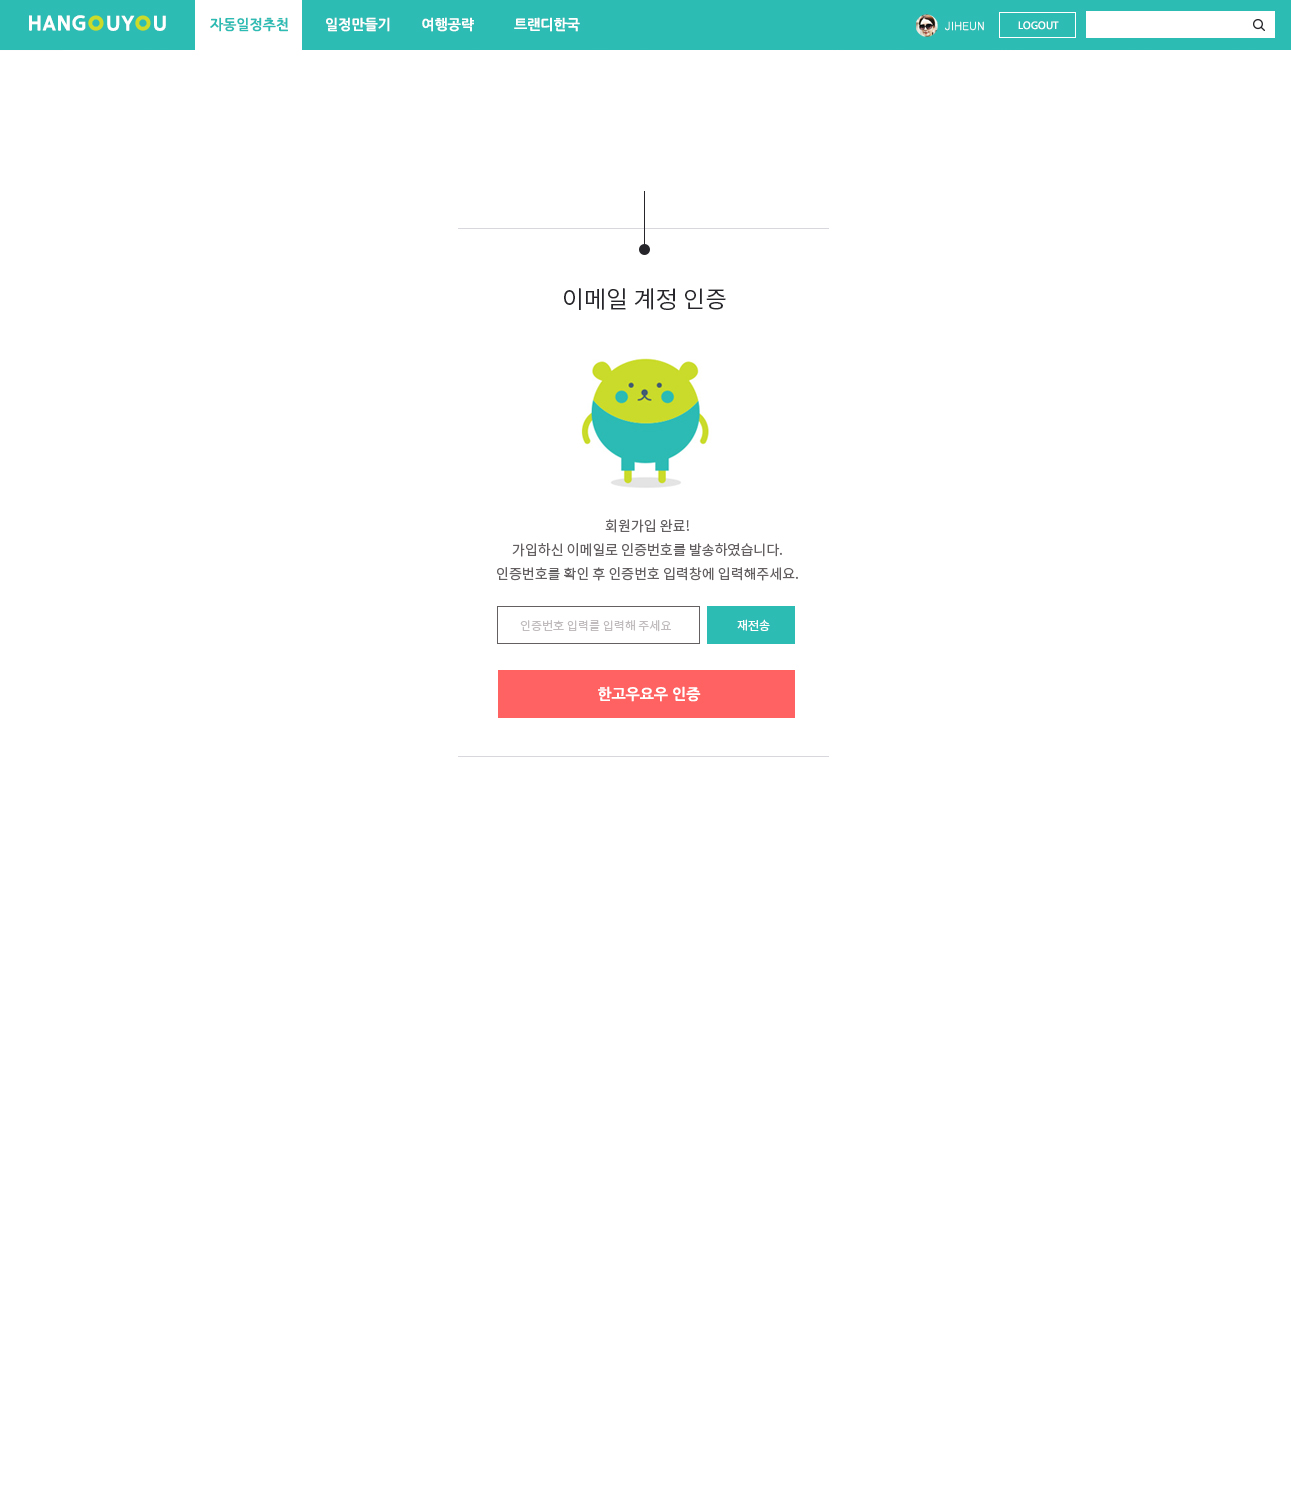 HANGOUYOU
자동일정추천
일정만들기
여행공략
트랜디한국
JIHEUN
LOGOUT
이메일 계정 인증
회원가입 완료!
가입하신 이메일로 인증번호를 발송하였습니다.
인증번호를 확인 후 인증번호 입력창에 입력해주세요.
인증번호 입력를 입력해 주세요
재전송
한고우요우 인증